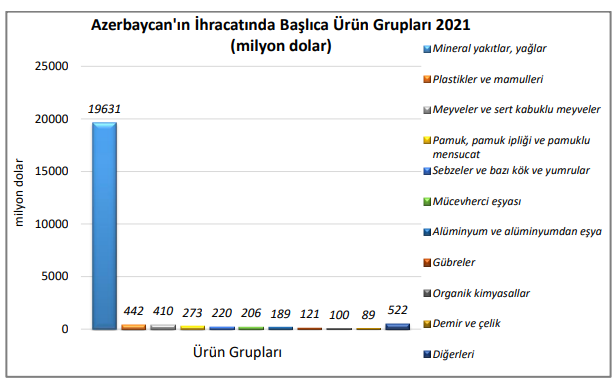 Azerbaycan'ın İhracatında Başlıca Ürün Grupları 2021
(milyon dolar)
milyon dolar
25000
20000
15000
10000
5000
0
19631
442
410
273
220
206
189
121
100
89
522
Ürün Grupları
Mineral yakıtlar, yağlar
Plastikler ve mamulleri
Meyveler ve sert kabuklu meyveler
Pamuk, pamuk ipliği ve pamuklu
mensucat
Sebzeler ve bazı kök ve yumrular
Mücevherci eşyası
Alüminyum ve alüminyumdan eşya
Gübreler
Organik kimyasallar
Demir ve çelik
Diğerleri